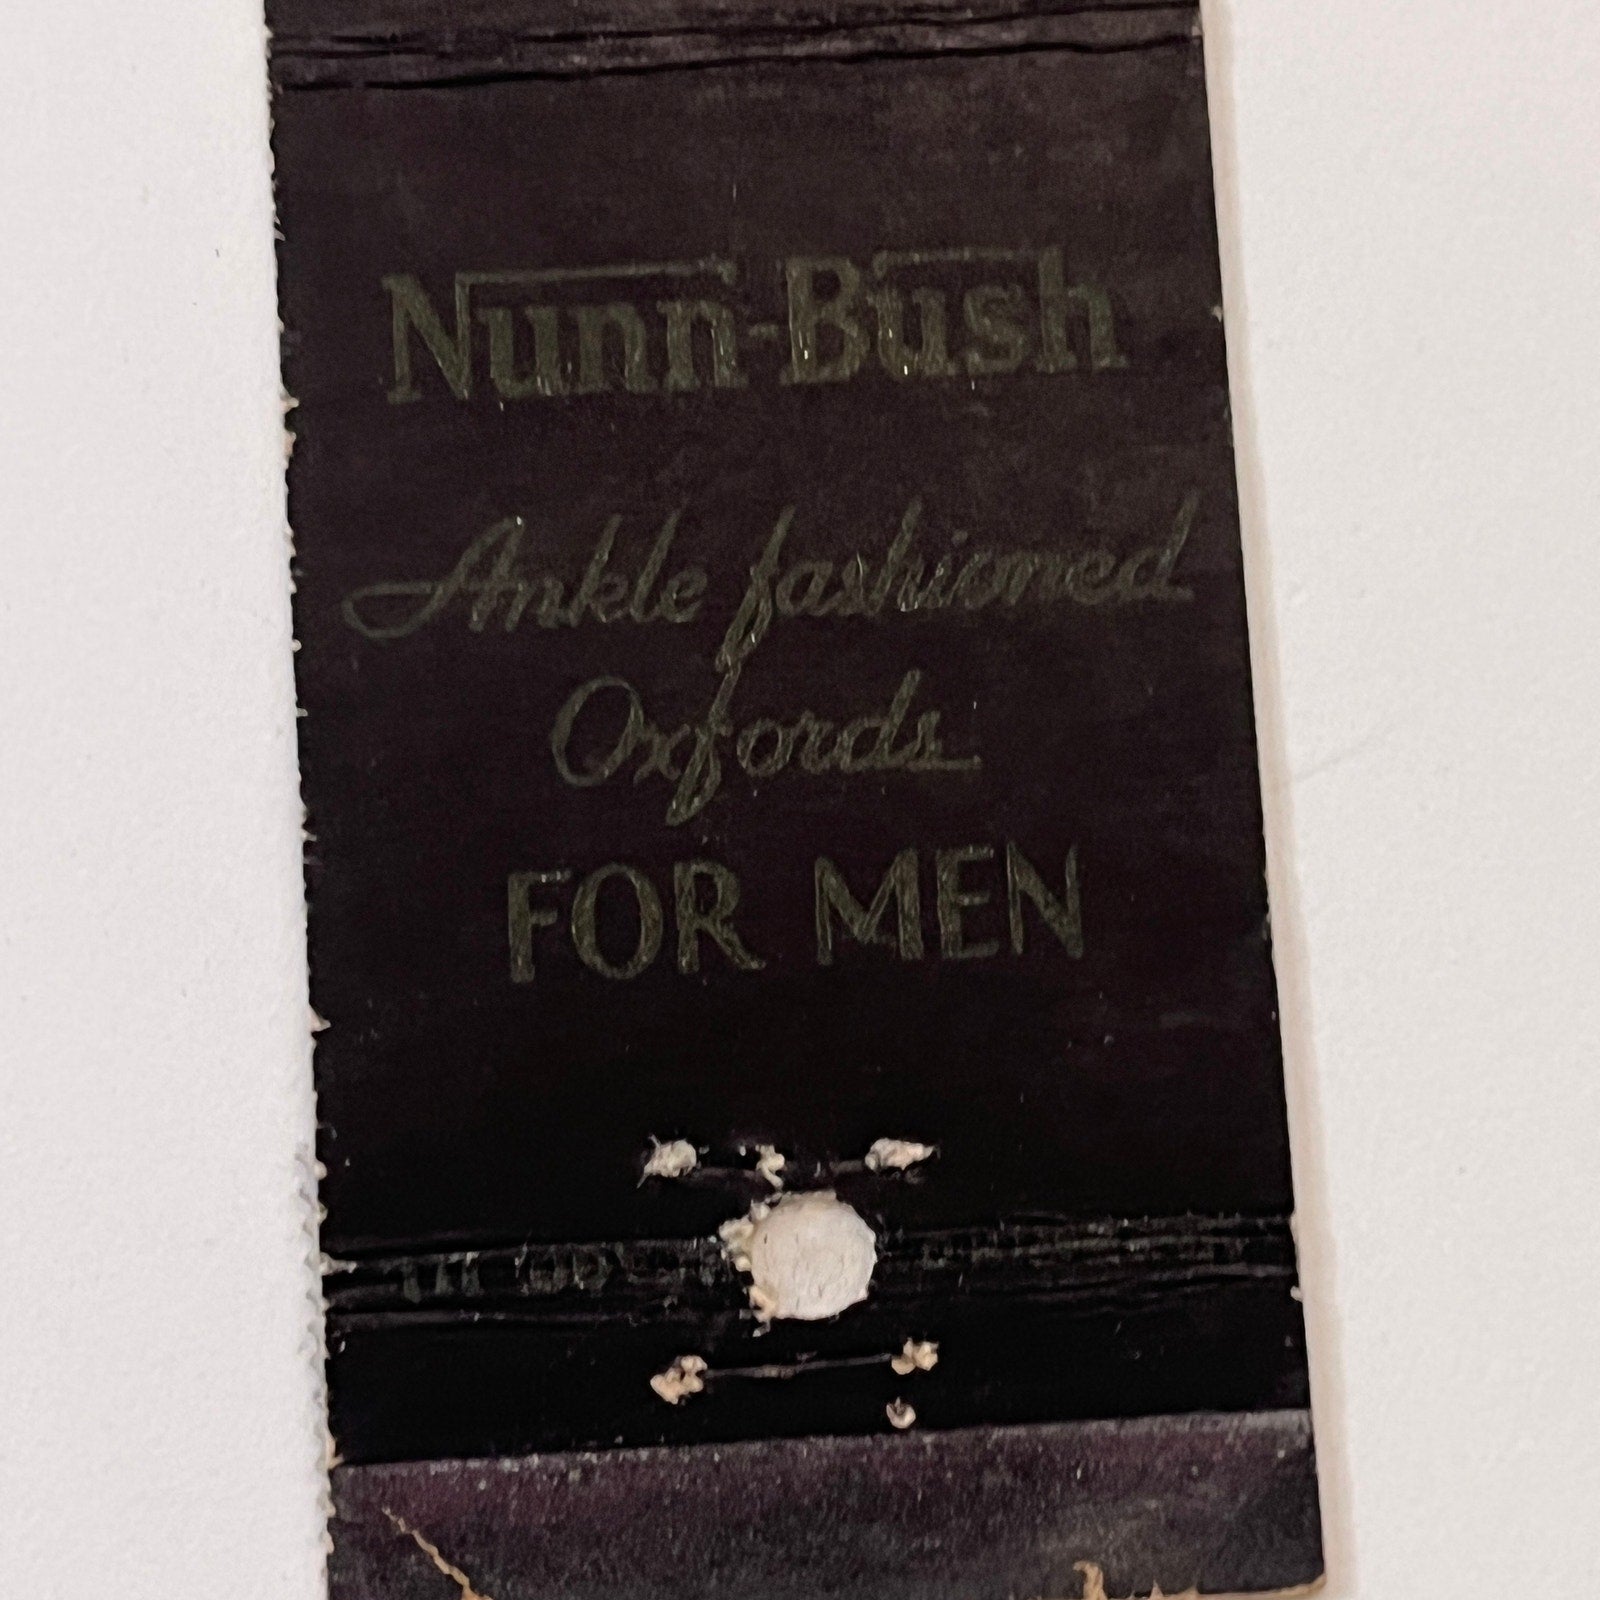 Nunn-Bush
Ankle fashioned
Oxfords
FOR MEN